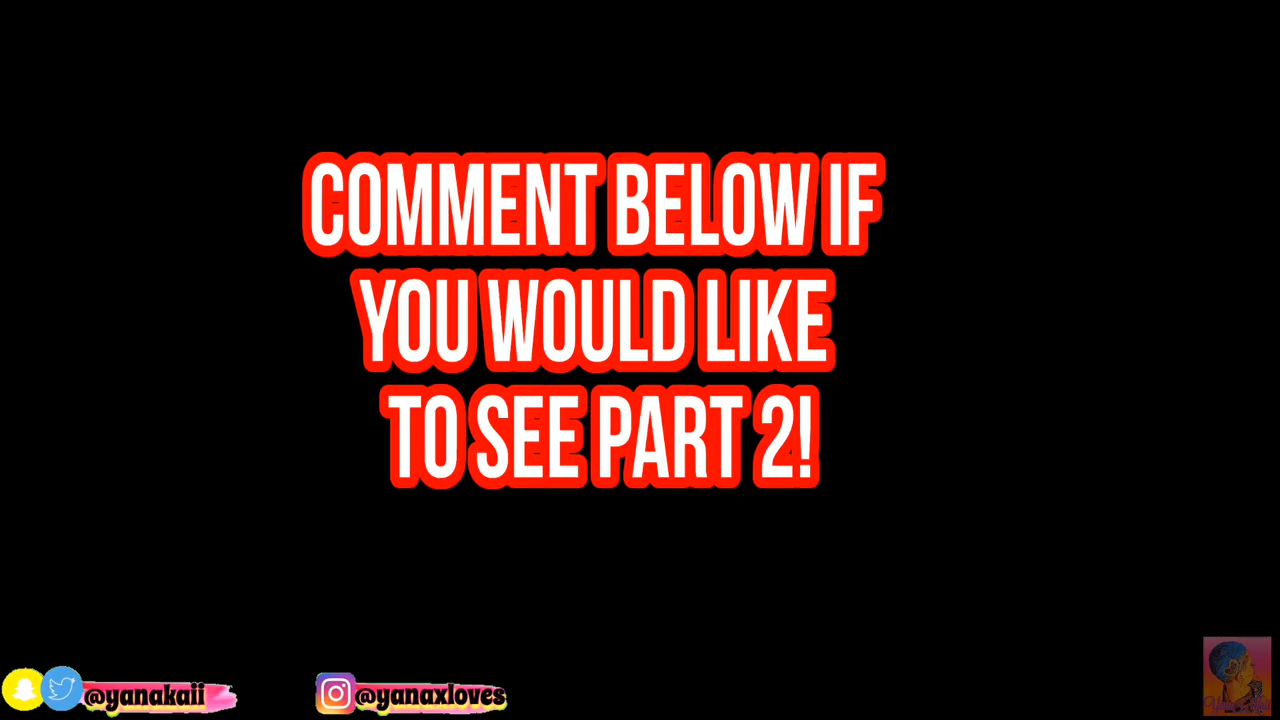 COMMENT BELOW IF
YOU WOULD LIKE
TO SEE PART 2!
@yanakaii
@yanaxloves